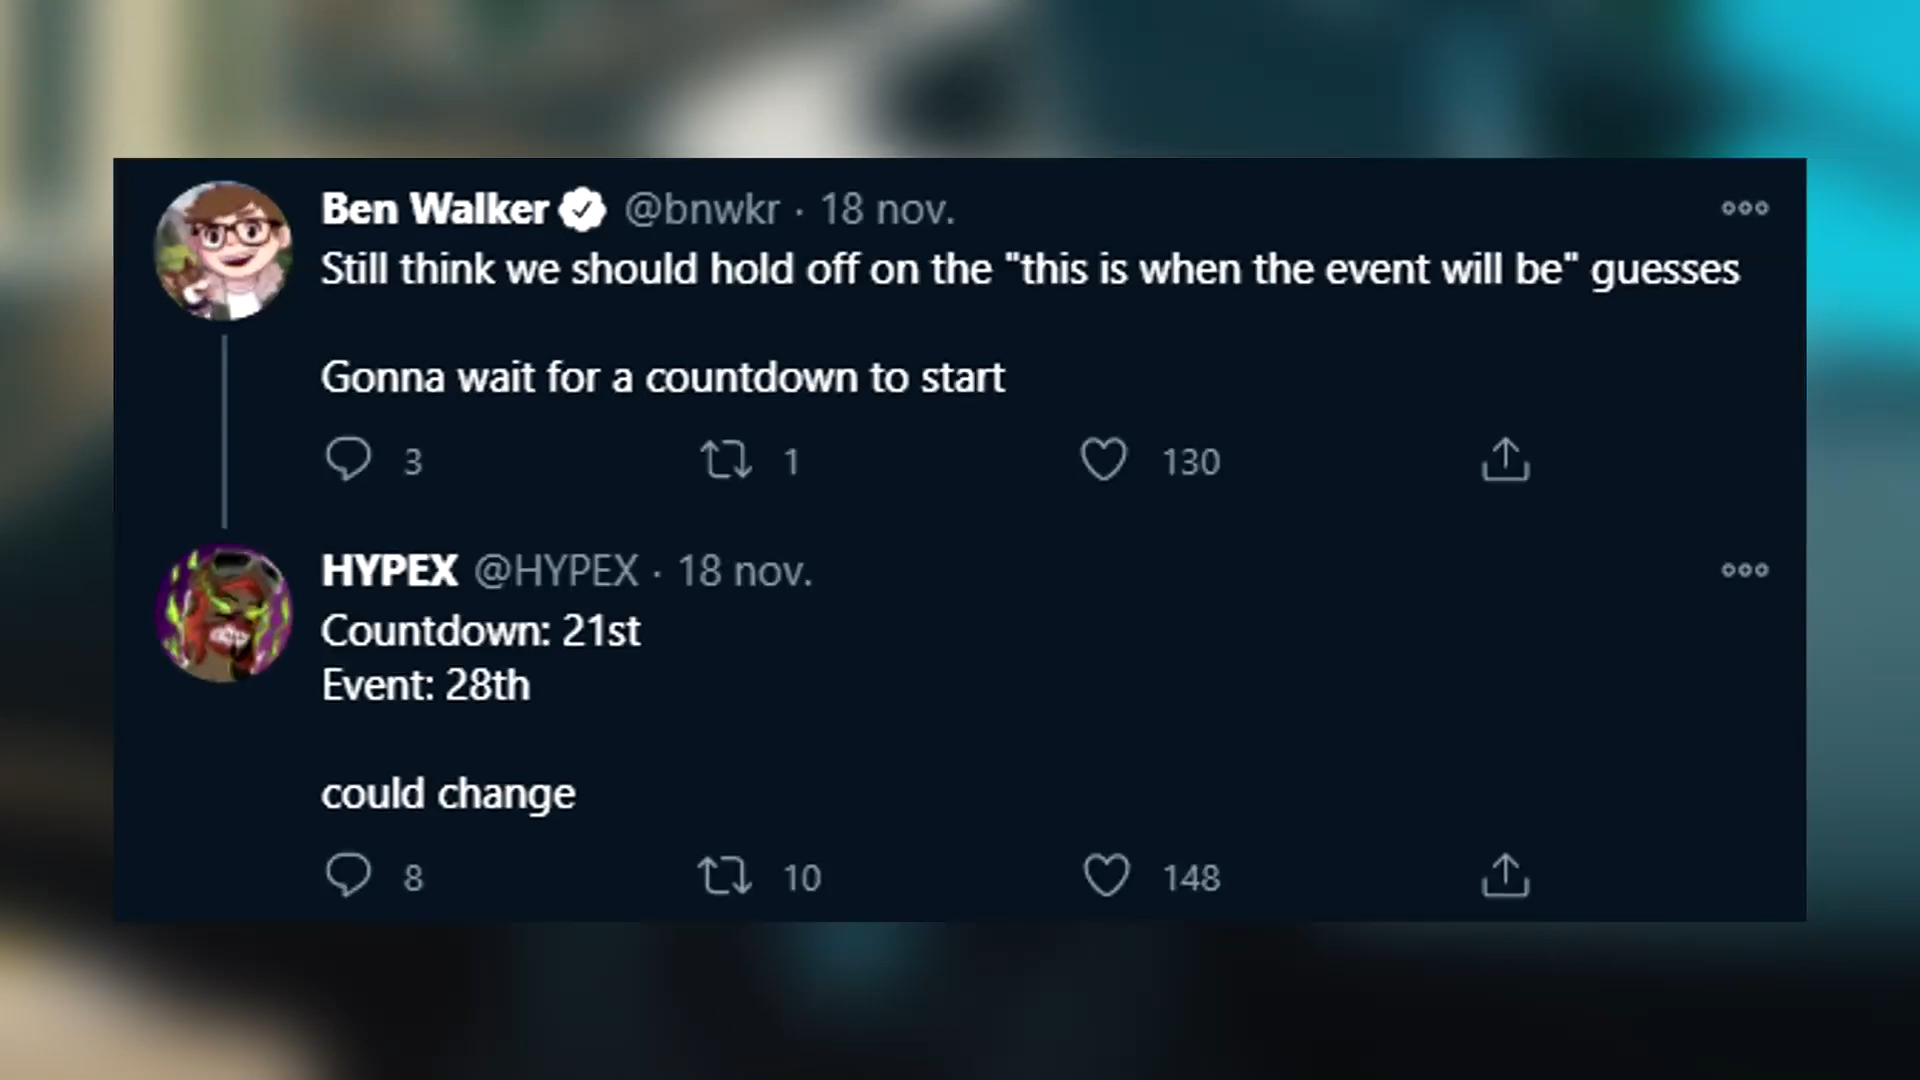 Ben Walker @bnwkr · 18 nov.
Still think we should hold off on the "this is when the event will be" guesses
Gonna wait for a countdown to start
3 1 130
HYPEX @HYPEX · 18 nov.
Countdown: 21st
Event: 28th
could change
8 10 148